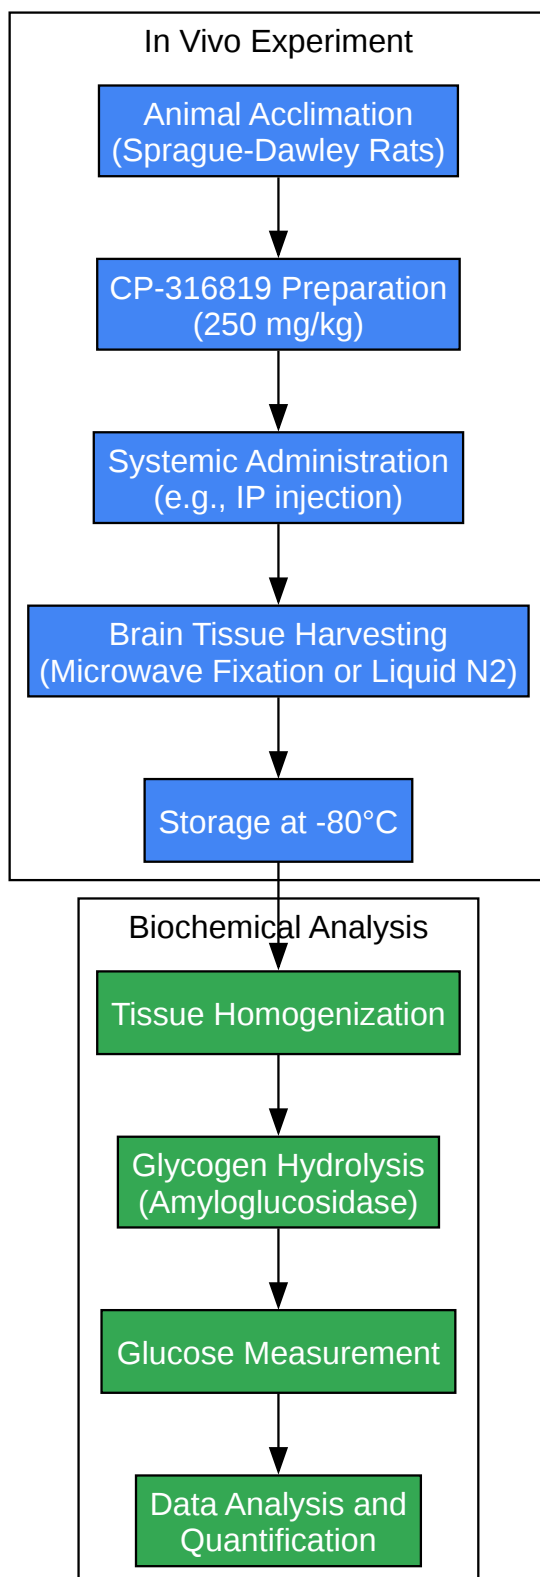 In Vivo Experiment
Animal Acclimation
(Sprague-Dawley Rats)
CP-316819 Preparation
(250 mg/kg)
Systemic Administration
(e.g., IP injection)
Brain Tissue Harvesting
(Microwave Fixation or Liquid N2)
Storage at -80°C
Biochemical Analysis
Tissue Homogenization
Glycogen Hydrolysis
(Amyloglucosidase)
Glucose Measurement
Data Analysis and
Quantification